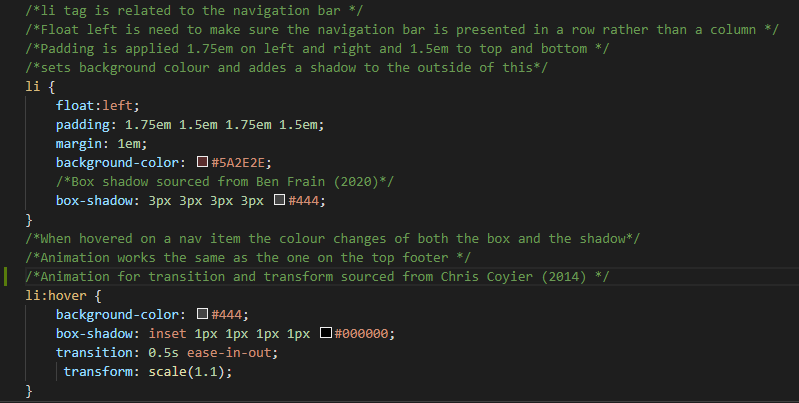 /*li tag is related to the navigation bar */
/*Float left is need to make sure the navigation bar is presented in a row rather than a column */
/*Padding is applied 1.75em on left and right and 1.5em to top and bottom */
/*sets background colour and addes a shadow to the outside of this*/
li {
float:left;
padding: 1.75em 1.5em 1.75em 1.5em;
margin: 1em;
background-color: #5A2E2E;
/*Box shadow sourced from Ben Frain (2020)*/
box-shadow: 3px 3px 3px 3px #444;
}
/*When hovered on a nav item the colour changes of both the box and the shadow*/
/*Animation works the same as the one on the top footer */
/*Animation for transition and transform sourced from Chris Coyier (2014) */
li:hover {
background-color: #444;
box-shadow: inset 1px 1px 1px 1px #000000;
transition: 0.5s ease-in-out;
transform: scale(1.1);
}